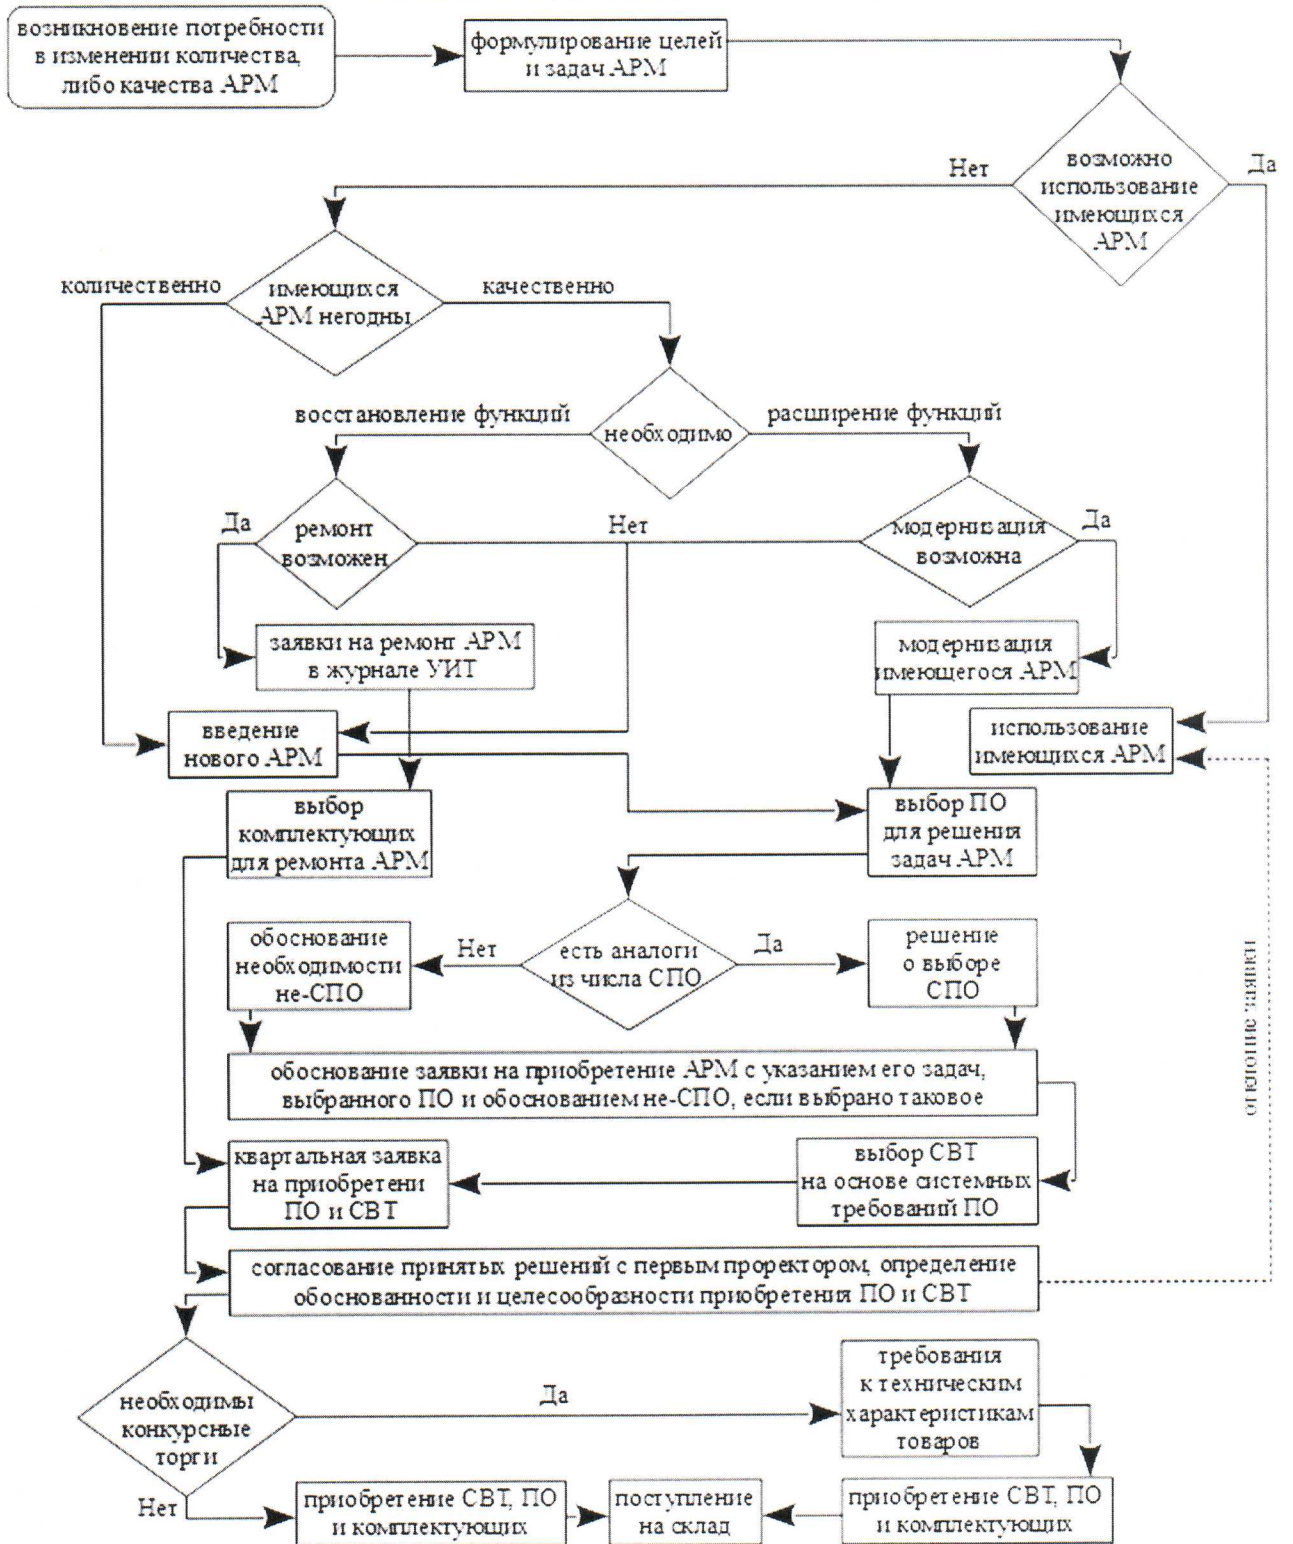 возникновение потребности
в изменении количества,
либо качества АРМ
формулирование целей
и задач АРМ
возможно
использование
имеющихся
АРМ
Нет
Да
имеющихся
АРМ негодны
количественно
качественно
необходимо
восстановление функций
расширение функций
ремонт
возможен
Да
Нет
модернизация
возможна
Да
заявки на ремонт АРМ
в журнале УИТ
модернизация
имеющегося АРМ
введение
нового АРМ
использование
имеющихся АРМ
выбор
комплектующих
для ремонта АРМ
выбор ПО
для решения
задач АРМ
обоснование
необходимости
не-СПО
Нет
есть аналоги
из числа СПО
Да
решение
о выборе
СПО
отклоние заявки
обоснование заявки на приобретение АРМ с указанием его задач,
выбранного ПО и обоснованием не-СПО, если выбрано таковое
квартальная заявка
на приобретени
ПО и СВТ
выбор СВТ
на основе системных
требований ПО
согласование принятых решений с первым проректором, определение
обоснованности и целесообразности приобретения ПО и СВТ
необходимы
конкурсные
торги
Да
требования
к техническим
характеристикам
товаров
Нет
приобретение СВТ, ПО
и комплектующих
поступление
на склад
приобретение СВТ, ПО
и комплектующих